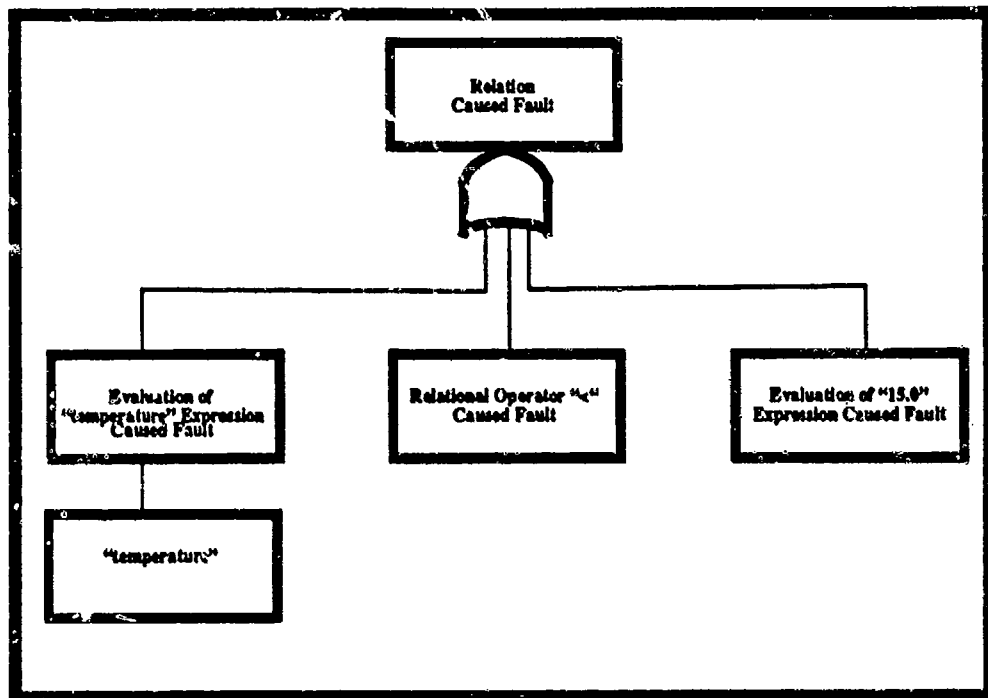 Relation
Caused Fault
Evaluation of
“temperature” Expression
Caused Fault
Relational Operator “<“
Caused Fault
Evaluation of “15.0”
Expression Caused Fault
“temperature”